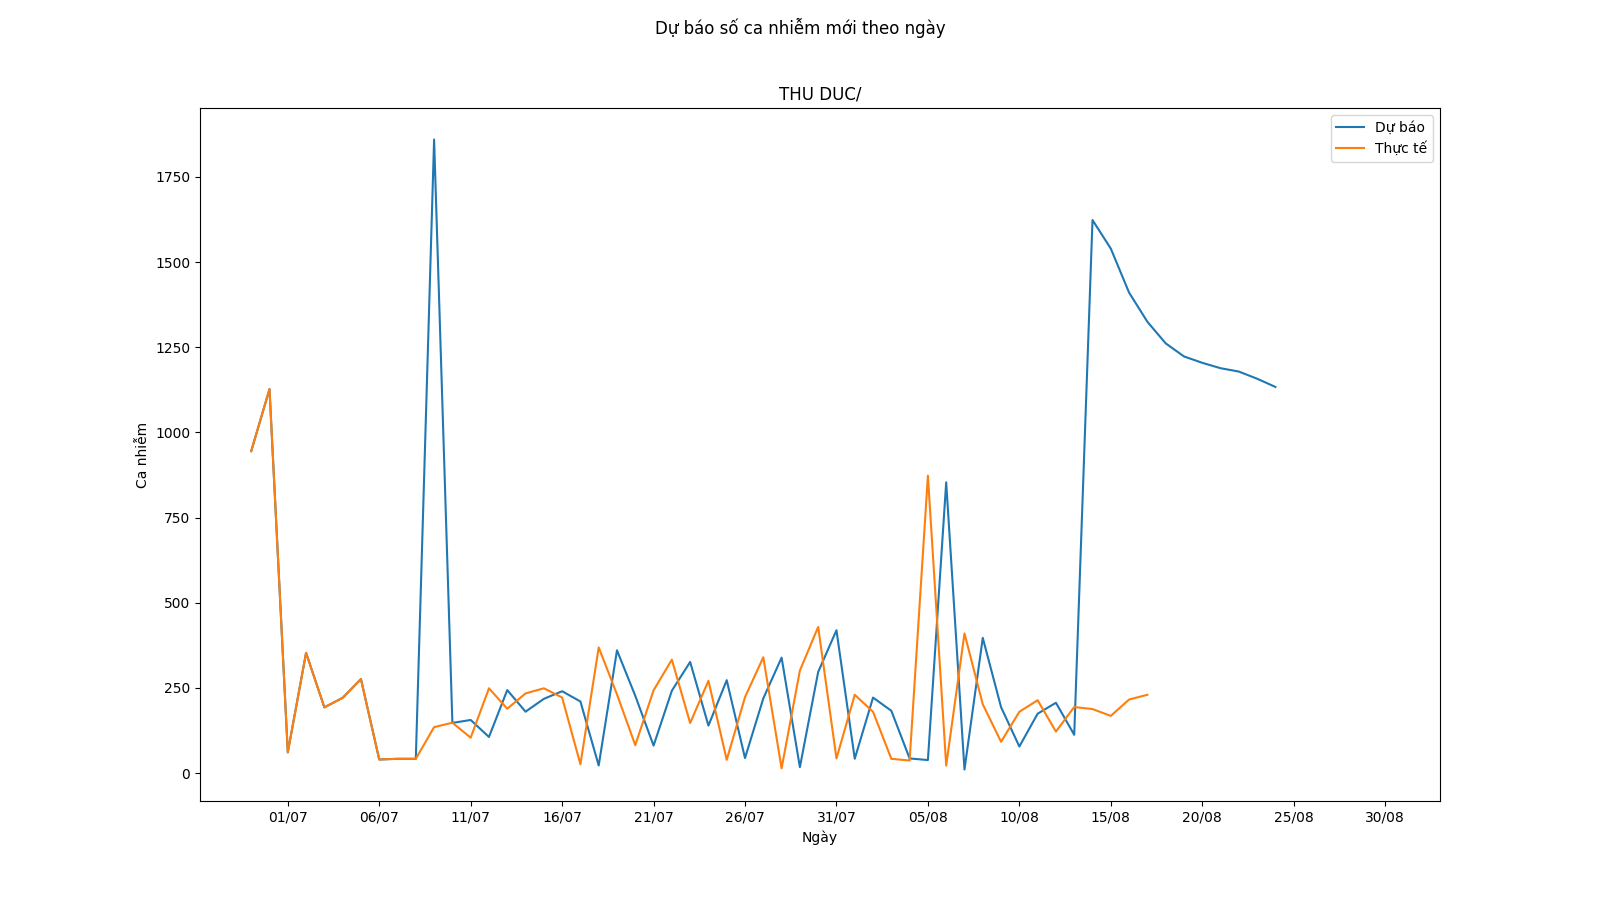 Dự báo số ca nhiễm mới theo ngày
THU DUC/
Dự báo
Thực tế
1750
1500
1250
1000
750
500
250
0
Ca nhiễm
01/07 06/07 11/07 16/07 21/07 26/07 31/07 05/08 10/08 15/08 20/08 25/08 30/08
Ngày